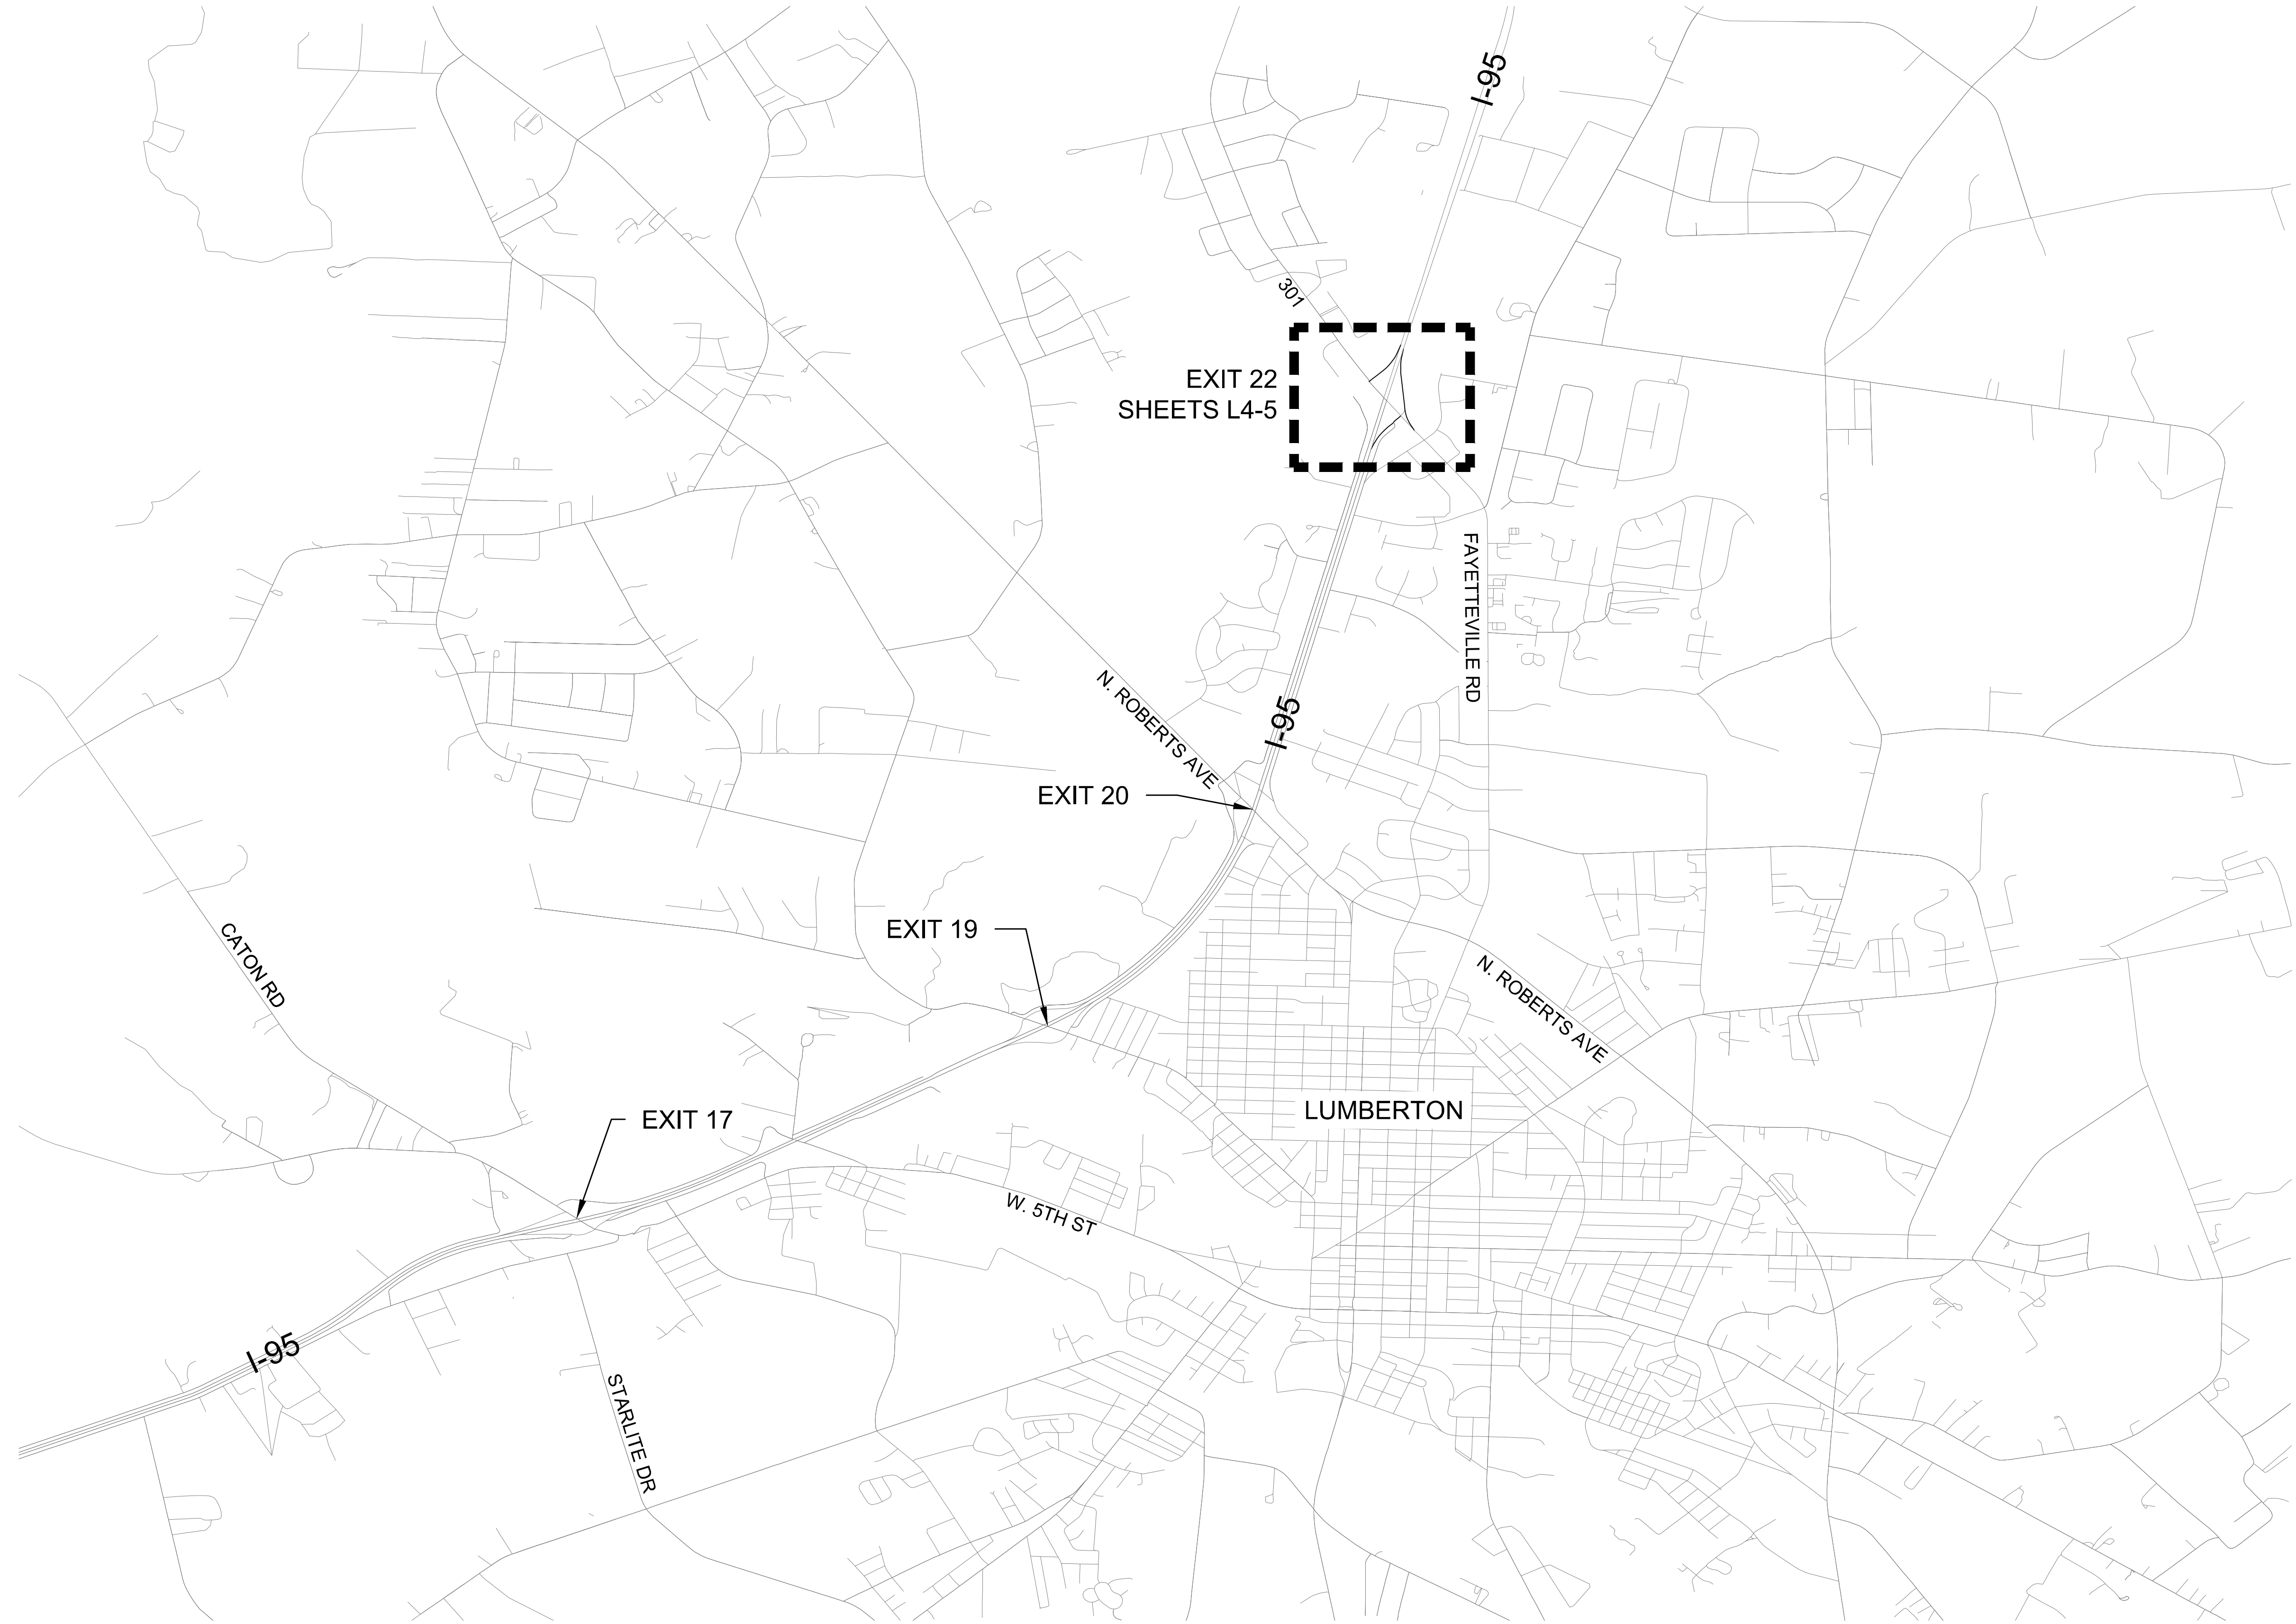 I-95
301
EXIT 22
SHEETS L4-5
FAYETTEVILLE RD
N. ROBERTS AVE
I-95
EXIT 20
EXIT 19
CATON RD
N. ROBERTS AVE
EXIT 17
LUMBERTON
W. 5TH ST
I-95
STARLITE DR